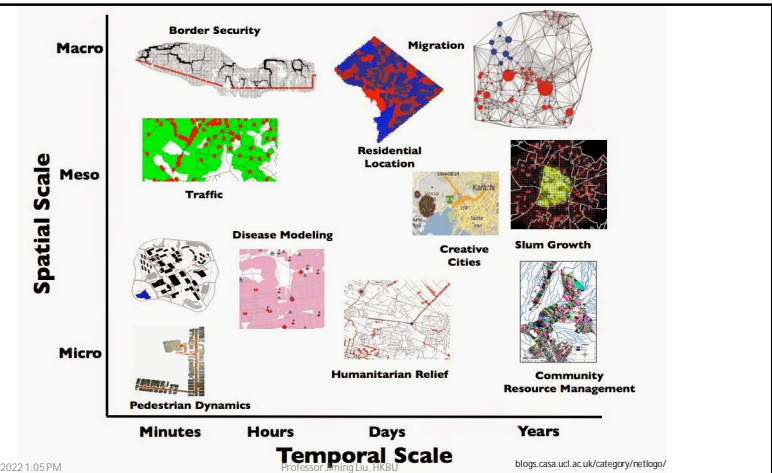 Border Security
Macro
Migration
Residential
Location
Meso
Traffic
Karachi
Spatial Scale
Disease Modeling
Creative
Cities
Slum Growth
Micro
Humanitarian Relief
Community
Resource Management
Pedestrian Dynamics
Minutes
Hours
Days
Years
Temporal Scale
2022 1:05 PM
Professor Jiming Liu, HKBU
blogs.casa.ucl.ac.uk/category/netlogo/